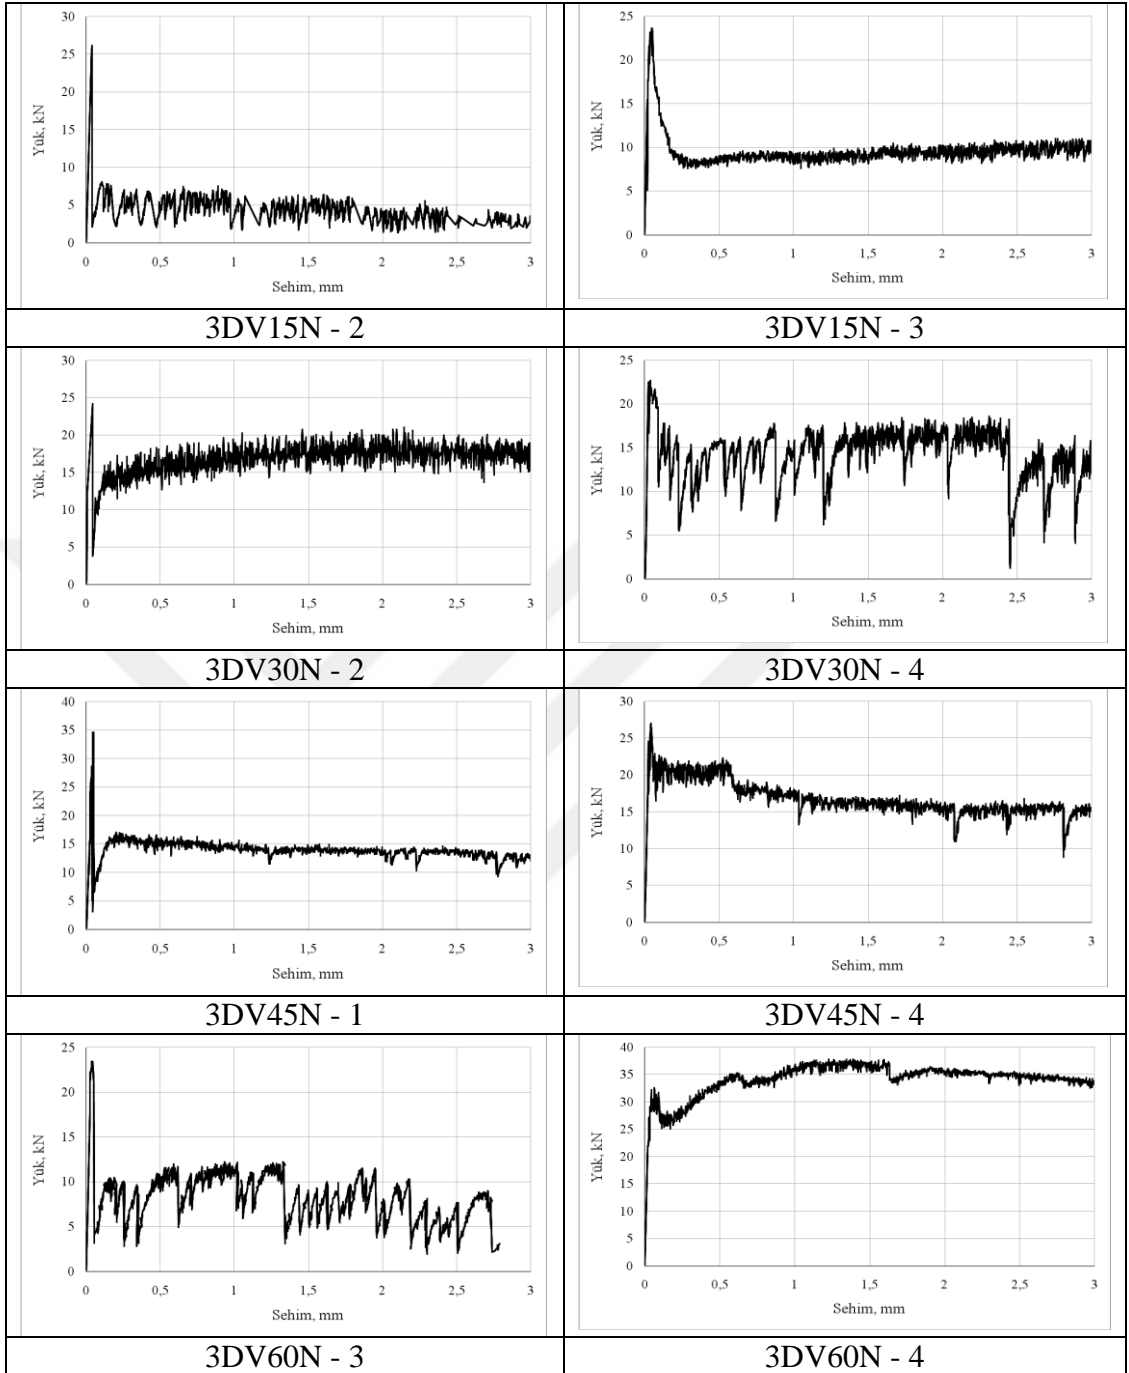 30
25
20
15
10
5
0
Yük, kN
0 0,5 1 1,5 2 2,5 3
Sehim, mm
3DV15N - 2
25
20
15
10
5
0
Yük, kN
0 0,5 1 1,5 2 2,5 3
Sehim, mm
3DV15N - 3
30
25
20
15
10
5
0
Yük, kN
0 0,5 1 1,5 2 2,5 3
Sehim, mm
3DV30N - 2
25
20
15
10
5
0
Yük, kN
0 0,5 1 1,5 2 2,5 3
Sehim, mm
3DV30N - 4
40
35
30
25
20
15
10
5
0
Yük, kN
0 0,5 1 1,5 2 2,5 3
Sehim, mm
3DV45N - 1
30
25
20
15
10
5
0
Yük, kN
0 0,5 1 1,5 2 2,5 3
Sehim, mm
3DV45N - 4
25
20
15
10
5
0
Yük, kN
0 0,5 1 1,5 2 2,5 3
Sehim, mm
3DV60N - 3
40
35
30
25
20
15
10
5
0
Yük, kN
0 0,5 1 1,5 2 2,5 3
Sehim, mm
3DV60N - 4